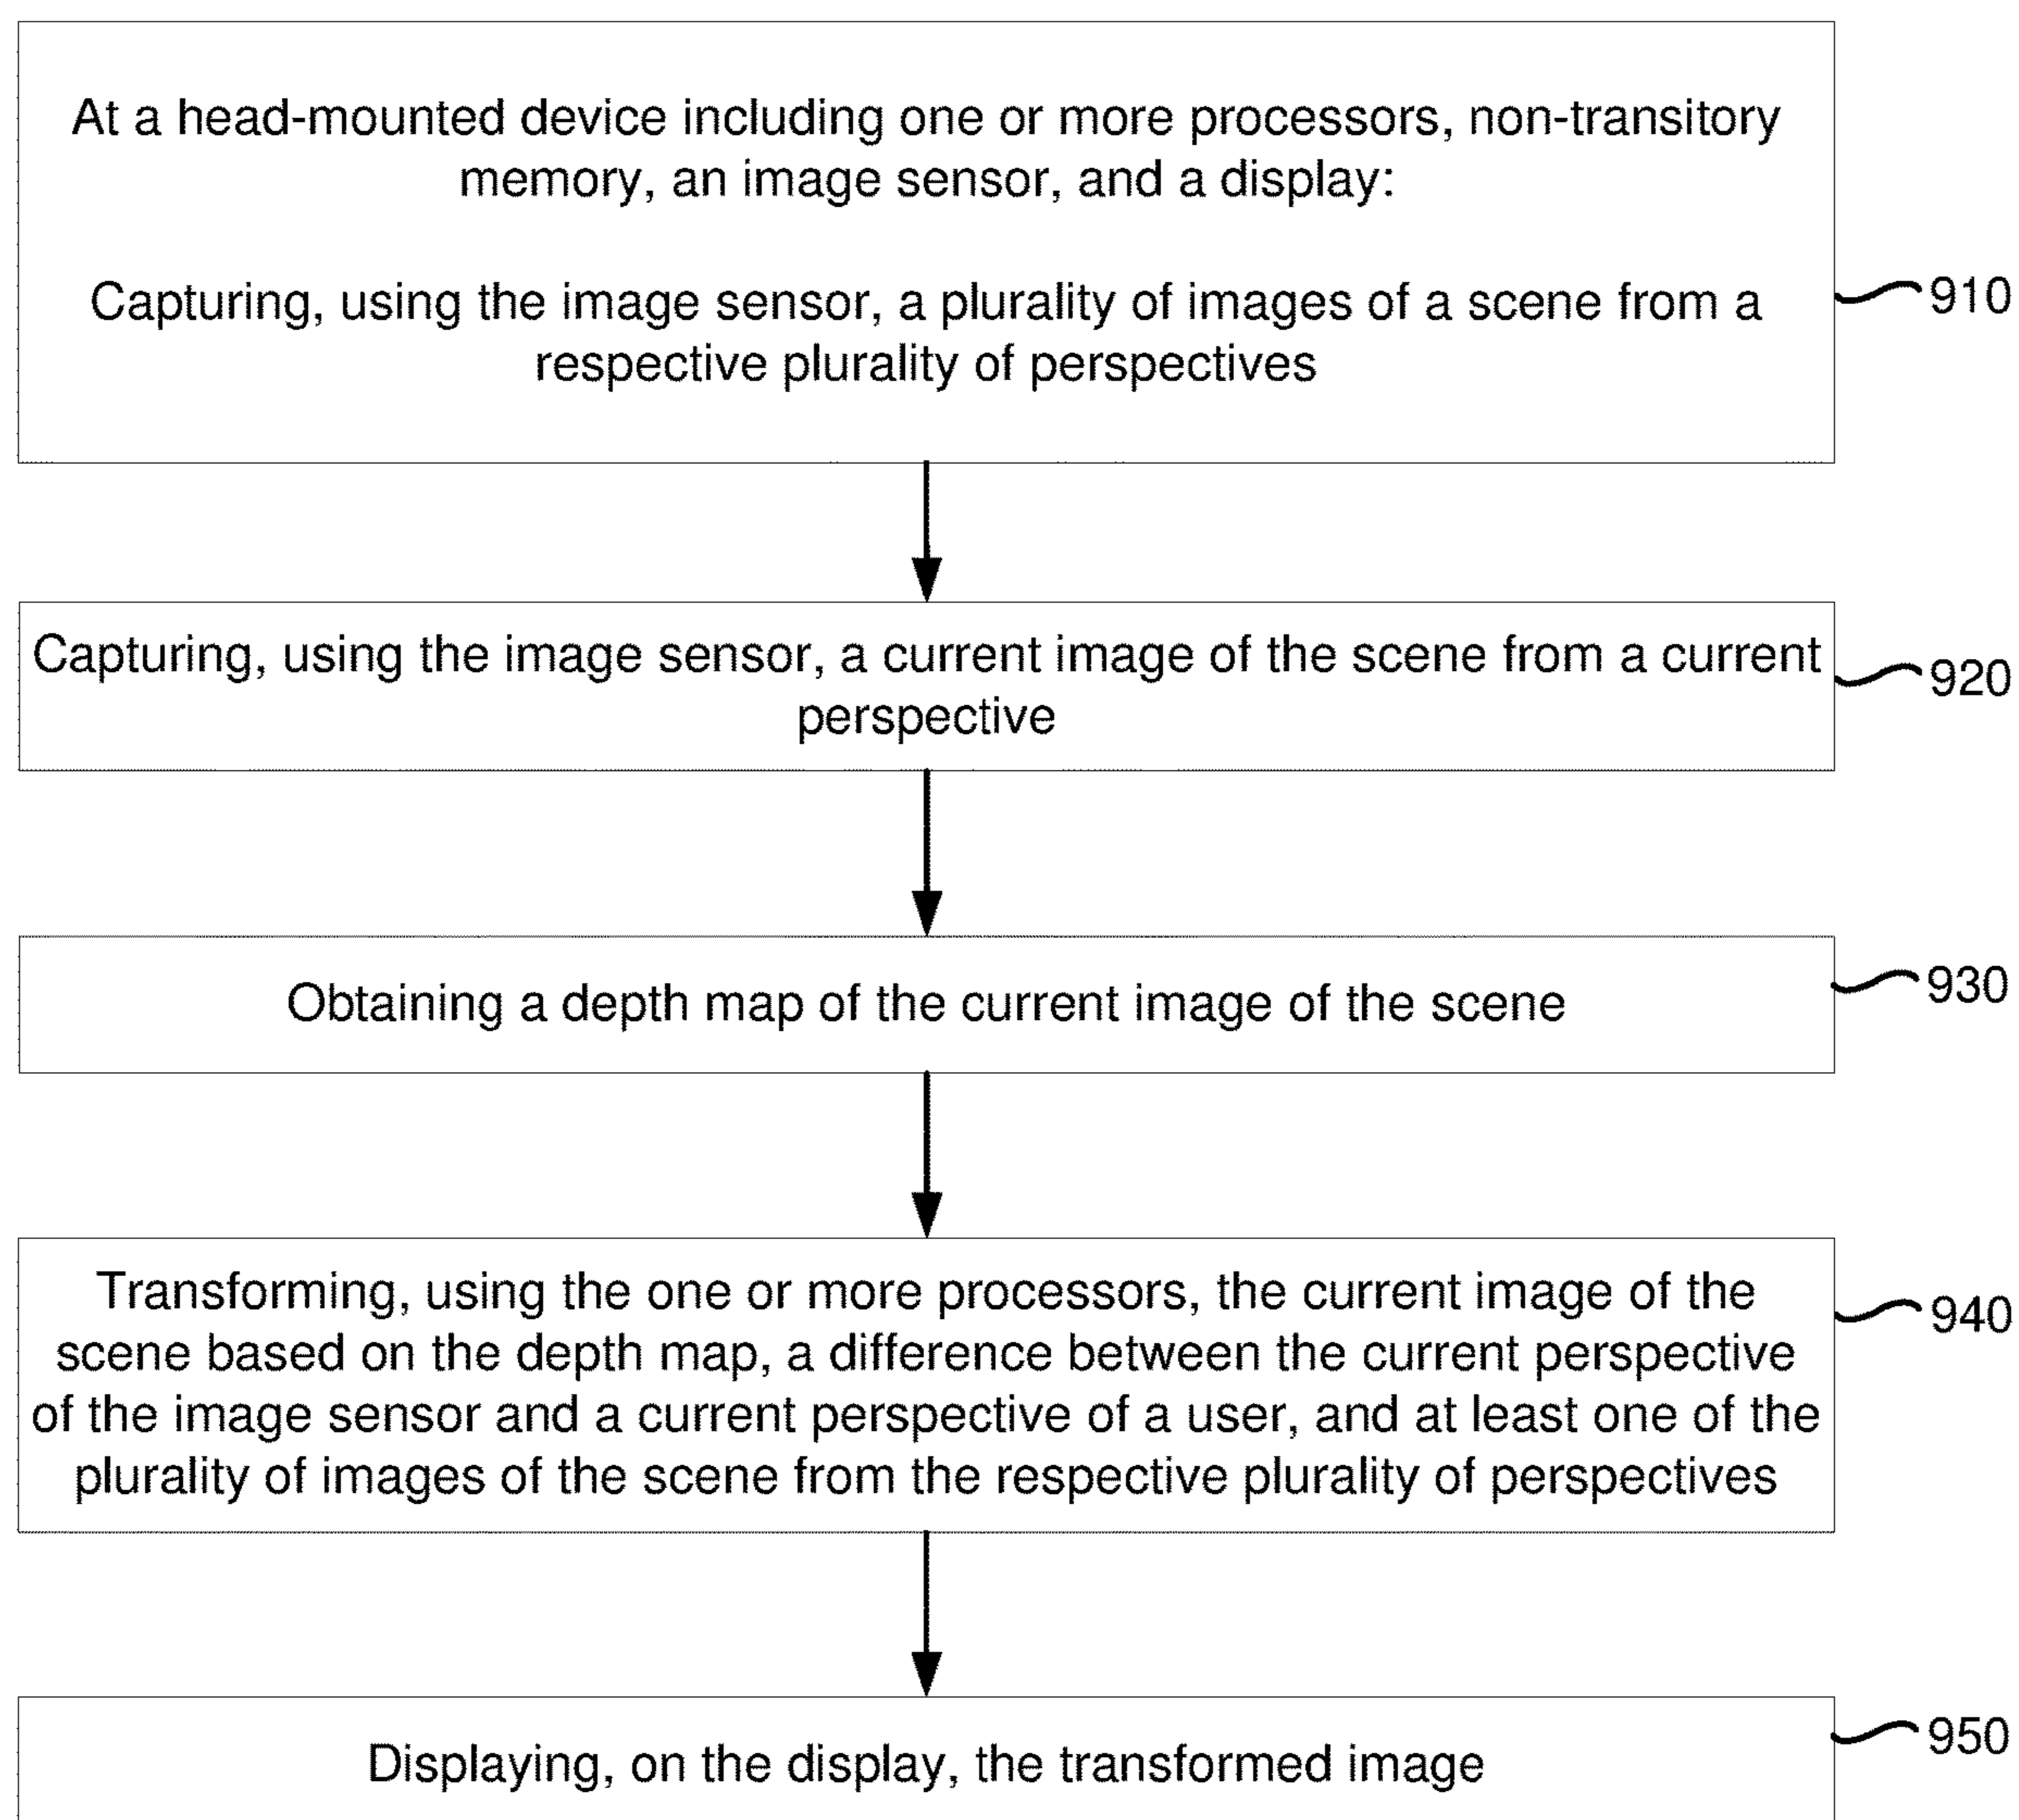 At a head-mounted device including one or more processors, non-transitory
memory, an image sensor, and a display:
Capturing, using the image sensor, a plurality of images of a scene from a
respective plurality of perspectives
910
Capturing, using the image sensor, a current image of the scene from a current
perspective
920
Obtaining a depth map of the current image of the scene
930
Transforming, using the one or more processors, the current image of the
scene based on the depth map, a difference between the current perspective
of the image sensor and a current perspective of a user, and at least one of the
plurality of images of the scene from the respective plurality of perspectives
940
Displaying, on the display, the transformed image
950